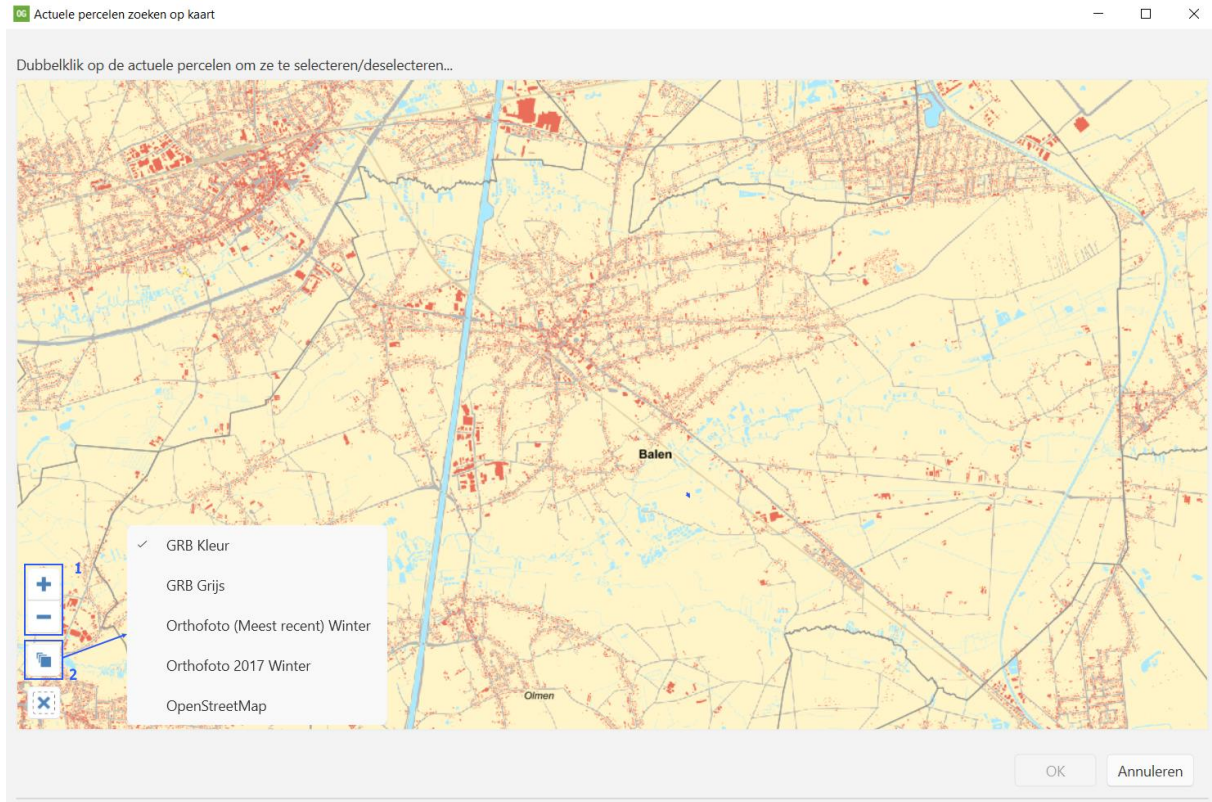 OG Actuele percelen zoeken op kaart
Dubbelklik op de actuele percelen om ze te selecteren/deselecteren...
Balen
Olmen
1
2
GRB Kleur
GRB Grijs
Orthofoto (Meest recent) Winter
Orthofoto 2017 Winter
OpenStreetMap
OK
Annuleren